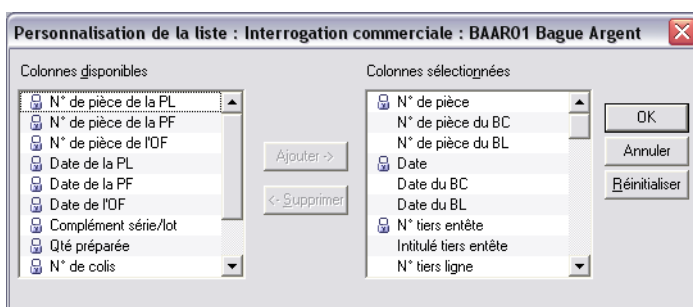 Personnalisation de la liste : Interrogation commerciale : BAAR01 Bague Argent
Colonnes disponibles
N° de pièce de la PL
N° de pièce de la PF
N° de pièce de l'OF
Date de la PL
Date de la PF
Date de l'OF
Complément série/lot
Qté préparée
N° de colis
Ajouter ->
<- Supprimer
Colonnes sélectionnées
N° de pièce
N° de pièce du BC
N° de pièce du BL
Date
Date du BC
Date du BL
N° tiers entête
Intitulé tiers entête
N° tiers ligne
OK
Annuler
Réinitialiser